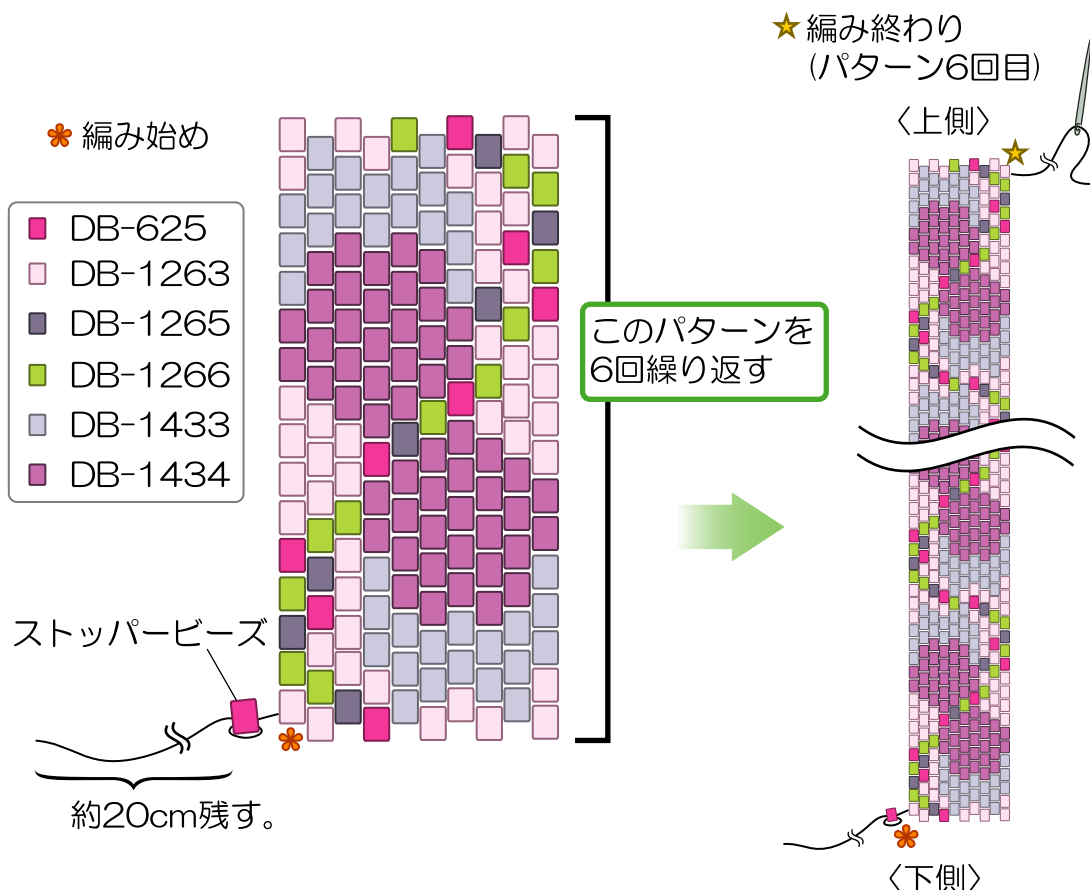 ★編み終わり
(パターン6回目)
〈上側〉
編み始め
DB-625
DB-1263
DB-1265
DB-1266
DB-1433
DB-1434
このパターンを
6回繰り返す
ストッパービーズ
約20cm残す。
〈下側〉